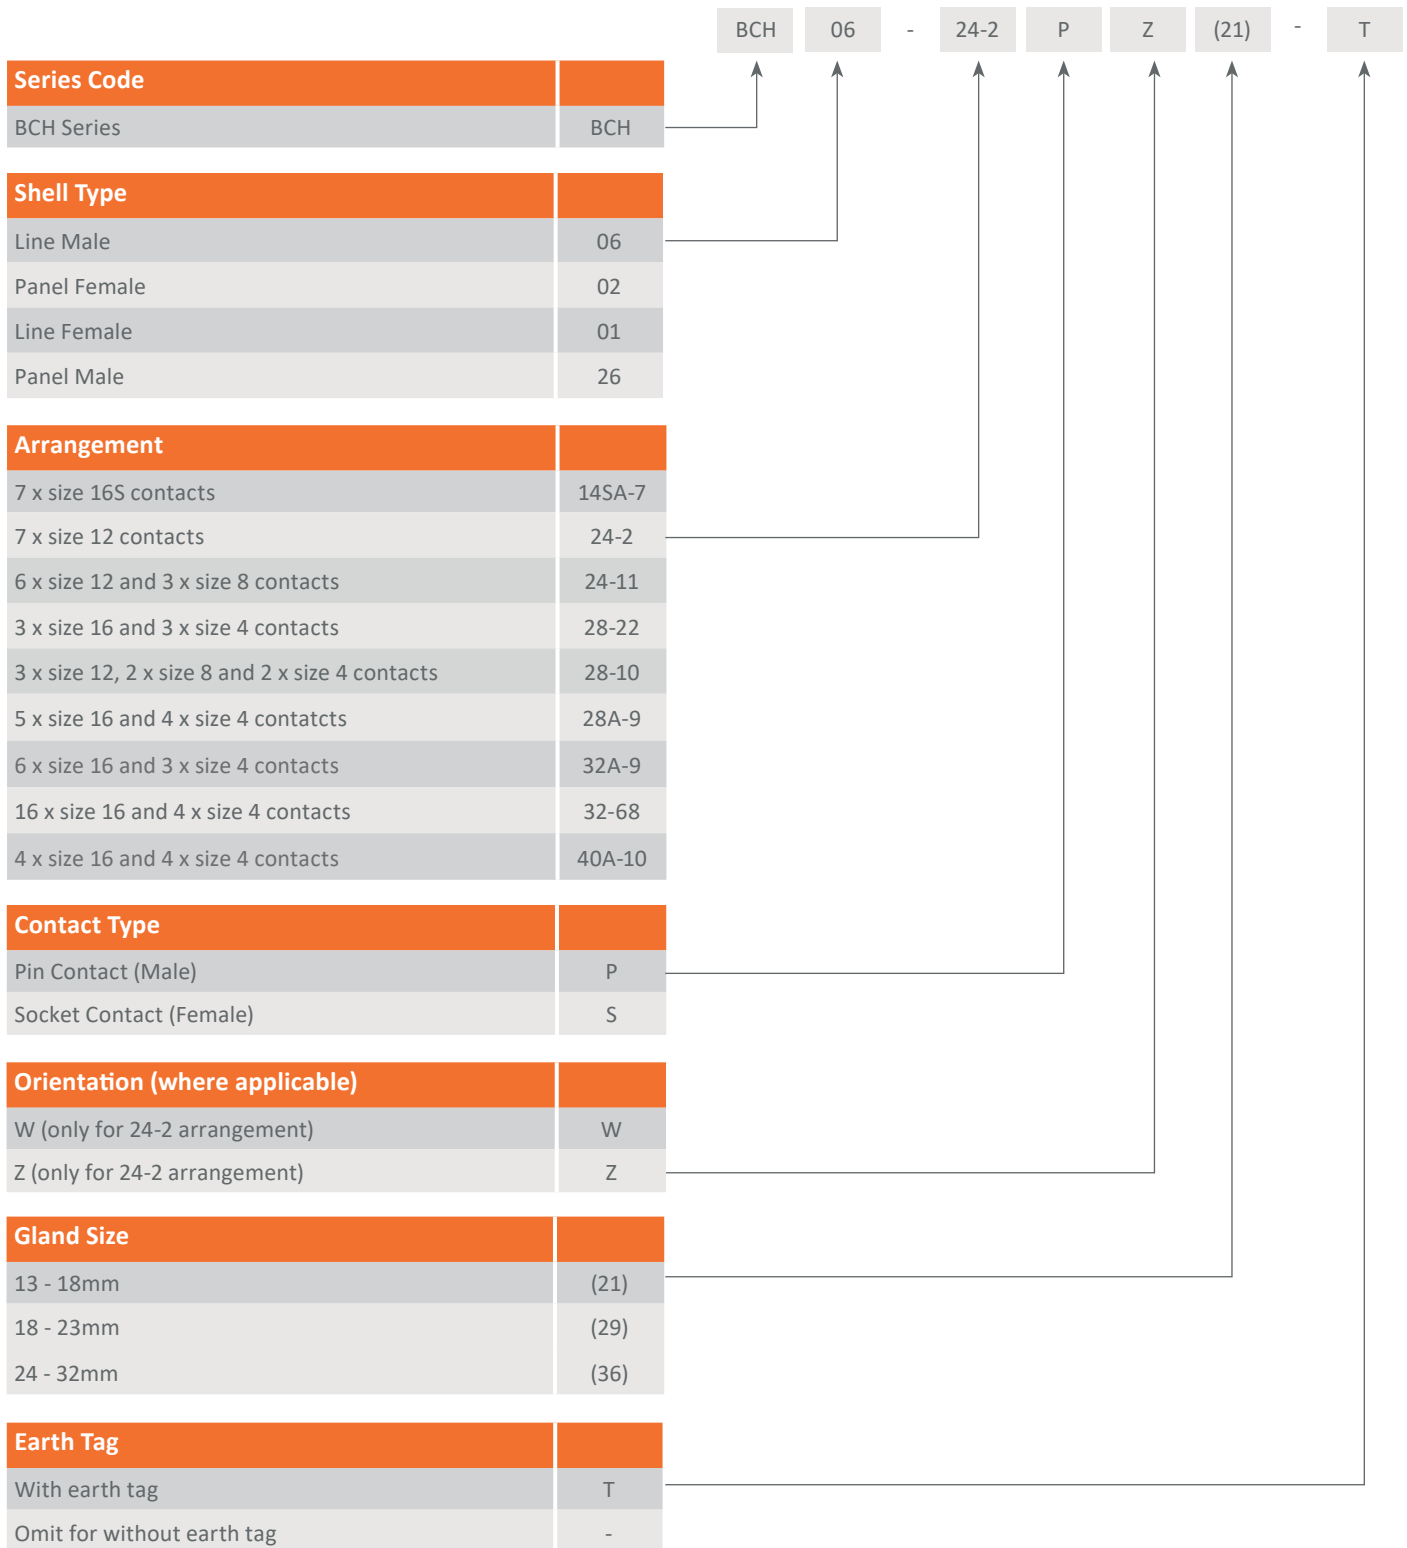 BCH 06 - 24-2 P Z (21) - T
Series Code
BCH Series BCH
Shell Type
Line Male 06
Panel Female 02
Line Female 01
Panel Male 26
Arrangement
7 x size 16S contacts 14SA-7
7 x size 12 contacts 24-2
6 x size 12 and 3 x size 8 contacts 24-11
3 x size 16 and 3 x size 4 contacts 28-22
3 x size 12, 2 x size 8 and 2 x size 4 contacts 28-10
5 x size 16 and 4 x size 4 contatcts 28A-9
6 x size 16 and 3 x size 4 contacts 32A-9
16 x size 16 and 4 x size 4 contacts 32-68
4 x size 16 and 4 x size 4 contacts 40A-10
Contact Type
Pin Contact (Male) P
Socket Contact (Female) S
Orientation (where applicable)
W (only for 24-2 arrangement) W
Z (only for 24-2 arrangement) Z
Gland Size
13 - 18mm (21)
18 - 23mm (29)
24 - 32mm (36)
Earth Tag
With earth tag T
Omit for without earth tag -